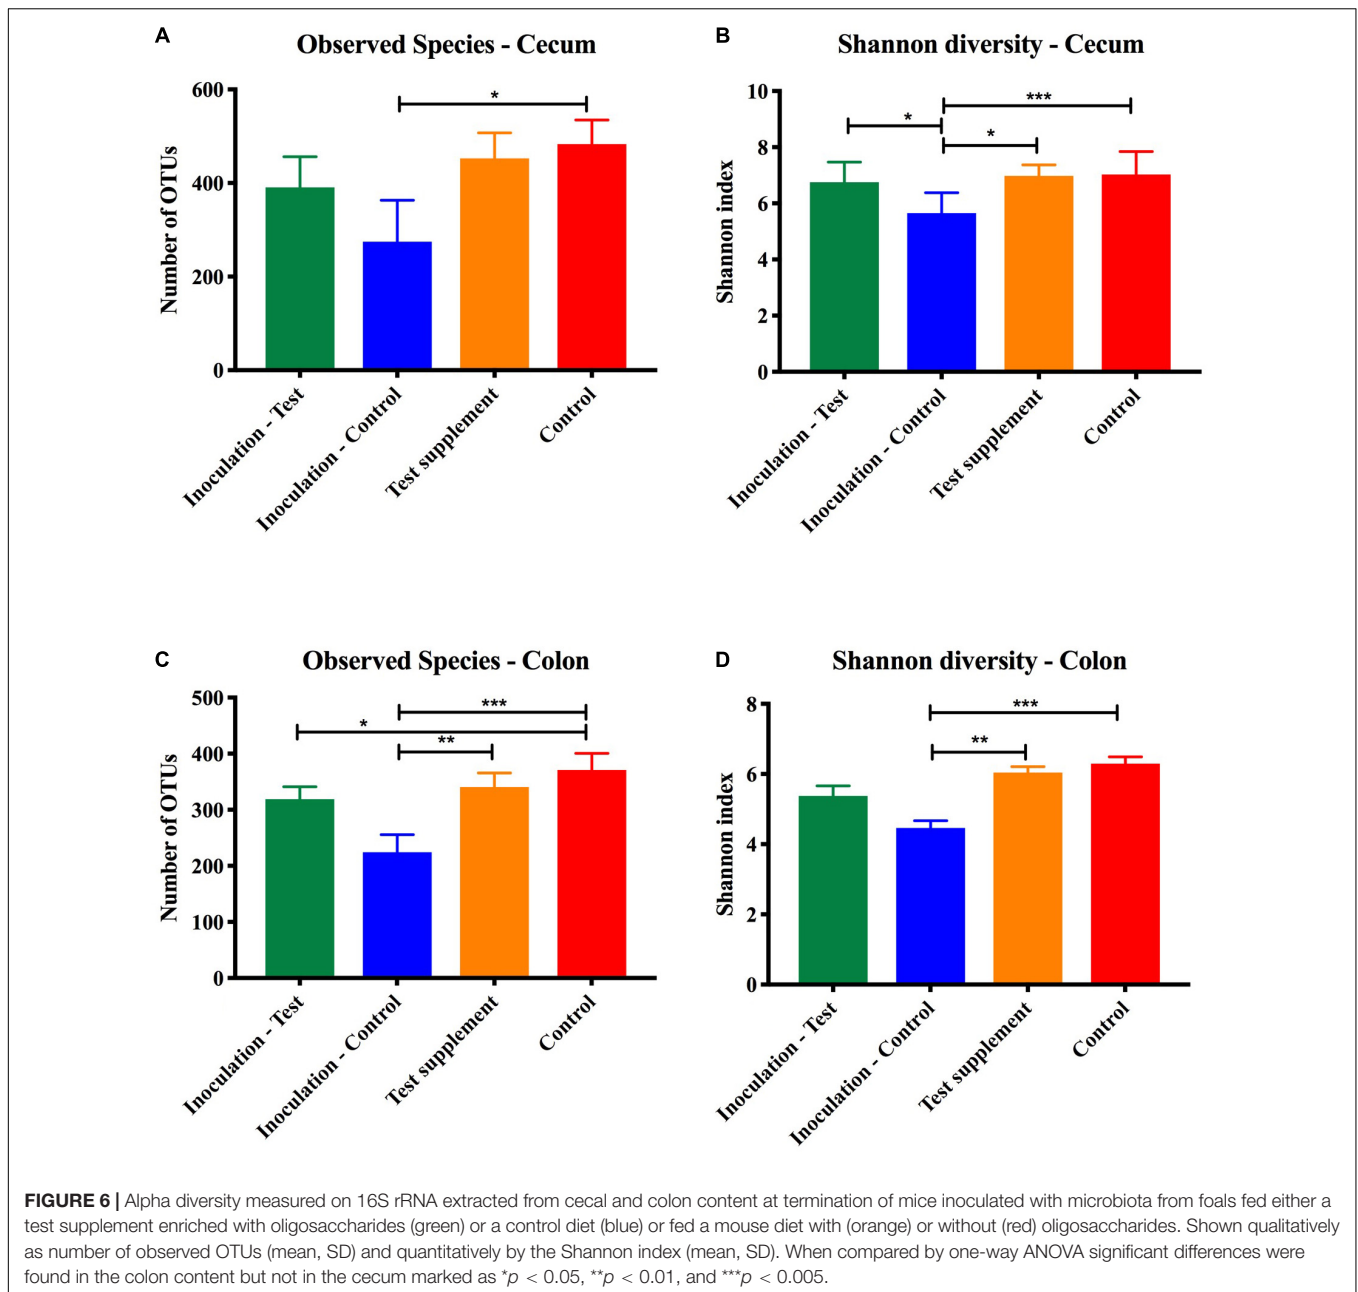 A
Observed Species - Cecum
600
400
200
0
Number of OTUs
*
Inoculation - Test
Inoculation - Control
Test supplement
Control
B
Shannon diversity - Cecum
10
8
6
4
2
0
Shannon index
***
*
*
Inoculation - Test
Inoculation - Control
Test supplement
Control
C
Observed Species - Colon
500
400
300
200
100
0
Number of OTUs
***
*
**
Inoculation - Test
Inoculation - Control
Test supplement
Control
D
Shannon diversity - Colon
8
6
4
2
0
Shannon index
***
**
Inoculation - Test
Inoculation - Control
Test supplement
Control
FIGURE 6 | Alpha diversity measured on 16S rRNA extracted from cecal and colon content at termination of mice inoculated with microbiota from foals fed either a
test supplement enriched with oligosaccharides (green) or a control diet (blue) or fed a mouse diet with (orange) or without (red) oligosaccharides. Shown qualitatively
as number of observed OTUs (mean, SD) and quantitatively by the Shannon index (mean, SD). When compared by one-way ANOVA significant differences were
found in the colon content but not in the cecum marked as *p < 0.05, **p < 0.01, and ***p < 0.005.